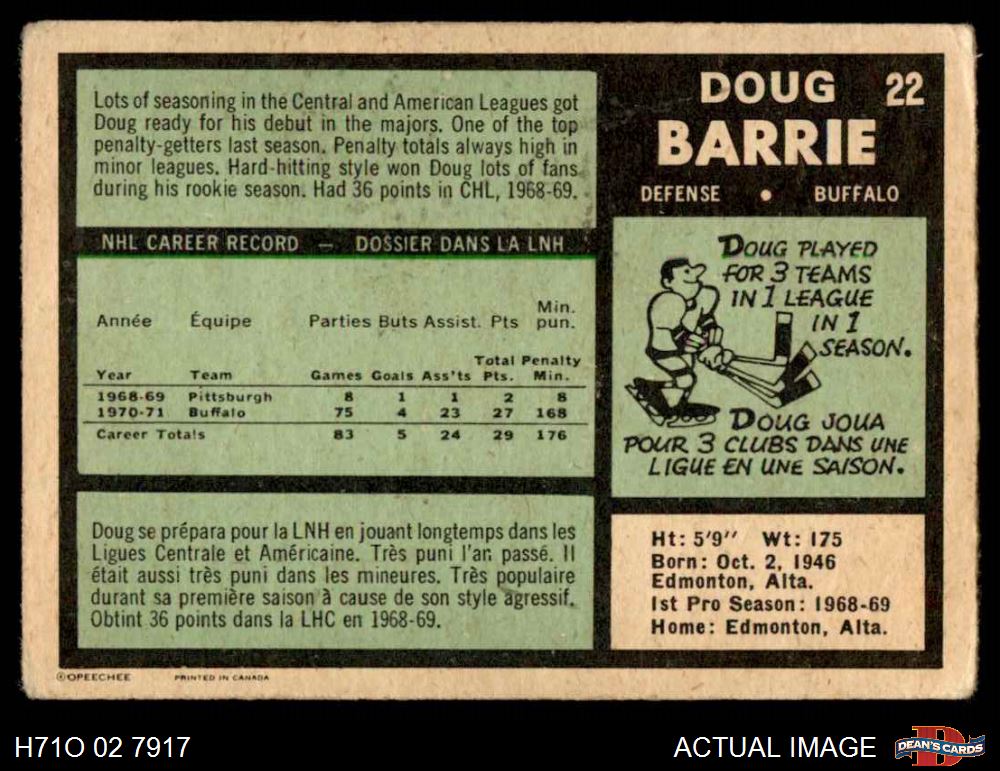 DOUG 22
BARRIE
DEFENSE • BUFFALO
Lots of seasoning in the Central and American Leagues got
Doug ready for his debut in the majors. One of the top
penalty-getters last season. Penalty totals always high in
minor leagues. Hard-hitting style won Doug lots of fans
during his rookie season. Had 36 points in CHL, 1968-69.
NHL CAREER RECORD — DOSSIER DANS LA LNH
Année Équipe Parties Buts Assist. Pts Min. pun.
Year Team Games Goals Ass'ts Total Pts. Penalty Min.
1968-69 Pittsburgh 8 1 1 2 8
1970-71 Buffalo 75 4 23 27 168
Career Totals 83 5 24 29 176
Doug se prépara pour la LNH en jouant longtemps dans les
Ligues Centrale et Américaine. Très puni l'an passé. Il
était aussi très puni dans les mineures. Très populaire
durant sa première saison à cause de son style agressif.
Obtint 36 points dans la LHC en 1968-69.
DOUG PLAYED
FOR 3 TEAMS
IN 1 LEAGUE
IN 1
SEASON.
DOUG JOUA
POUR 3 CLUBS DANS UNE
LIGUE EN UNE SAISON.
Ht: 5'9" Wt: 175
Born: Oct. 2, 1946
Edmonton, Alta.
1st Pro Season: 1968-69
Home: Edmonton, Alta.
©OPEECHEE PRINTED IN CANADA
H71O 02 7917 ACTUAL IMAGE D DEAN'S CARDS